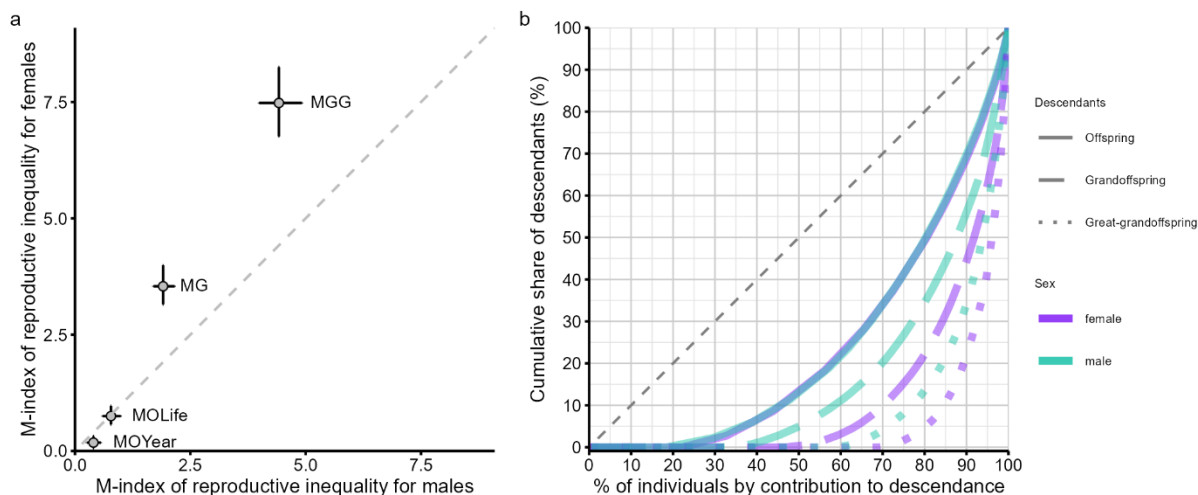 a
M-index of reproductive inequality for females
7.5
5.0
2.5
0.0
MGG
MG
MOLife
MOYear
0.0
2.5
5.0
7.5
M-index of reproductive inequality for males
b
Cumulative share of descendants (%)
100
90
80
70
60
50
40
30
20
10
0
0 10 20 30 40 50 60 70 80 90 100
% of individuals by contribution to descendance
Descendants
Offspring
Grandoffspring
Great-grandoffspring
Sex
female
male